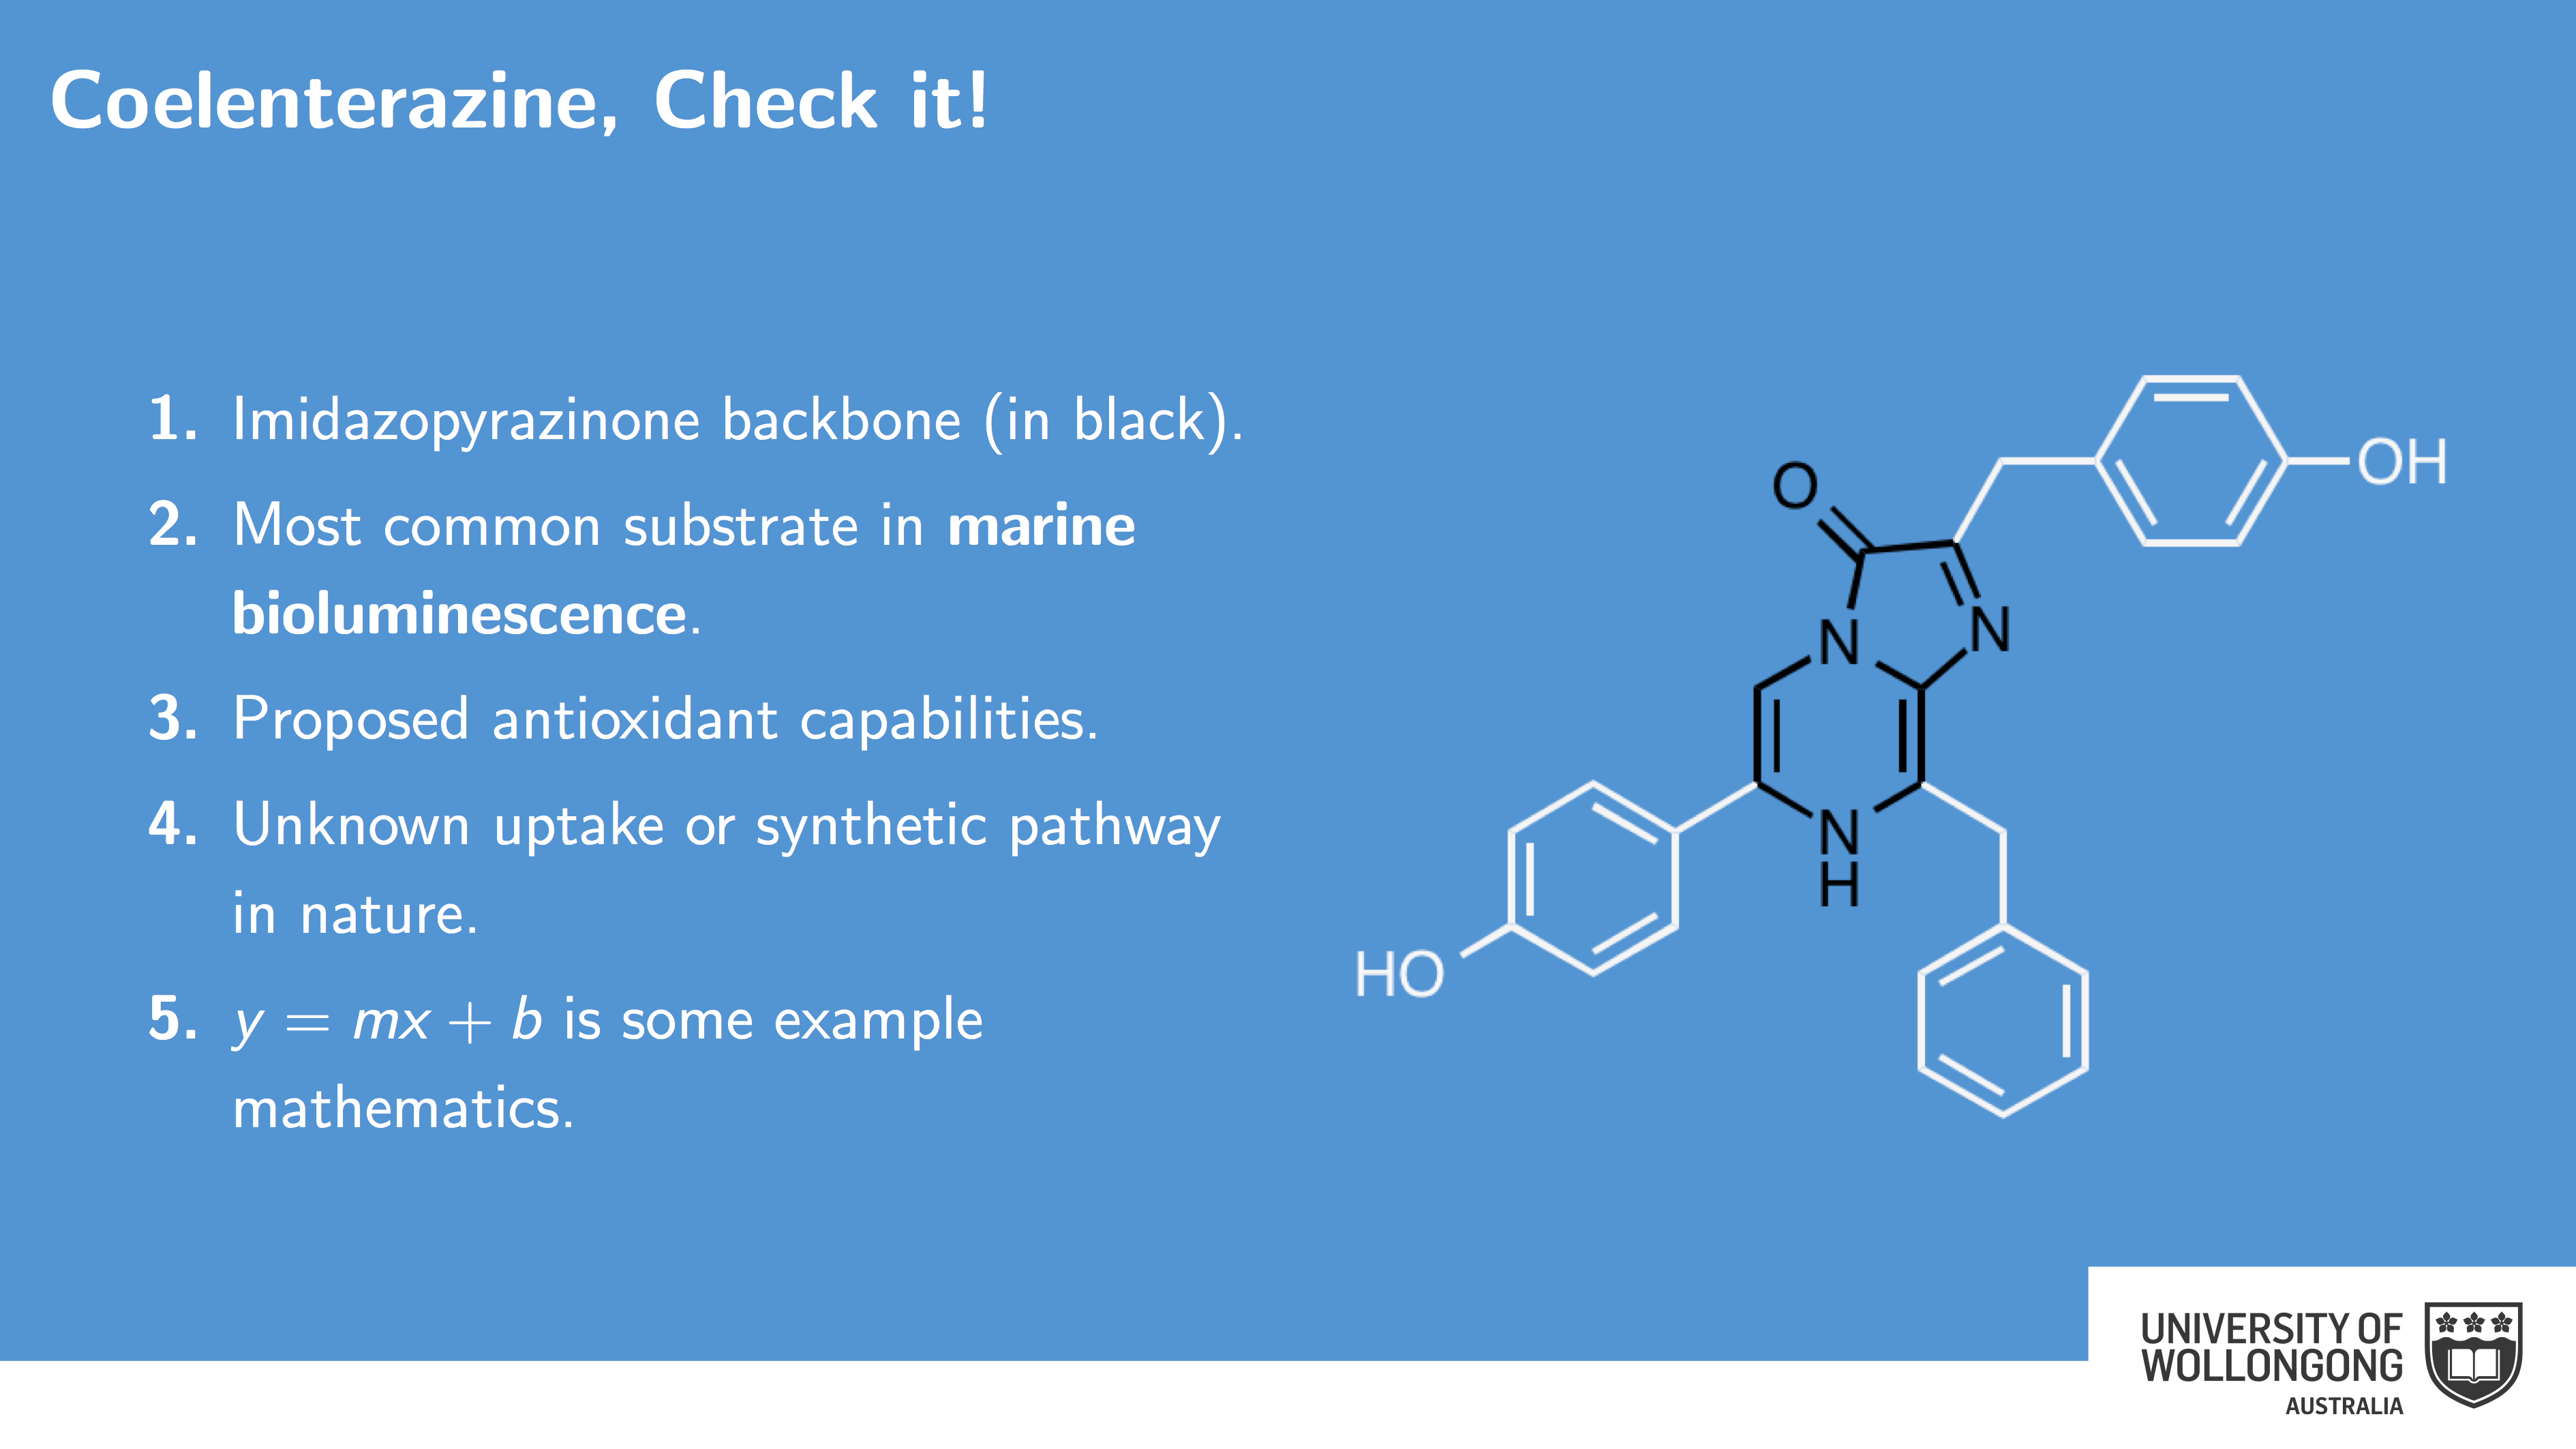 Coelenterazine, Check it!
1. Imidazopyrazinone backbone (in black).
2. Most common substrate in marine
bioluminescence.
3. Proposed antioxidant capabilities.
4. Unknown uptake or synthetic pathway
in nature.
5. y = mx + b is some example
mathematics.
OH
O
N
N
N
H
HO
UNIVERSITY OF
WOLLONGONG
AUSTRALIA